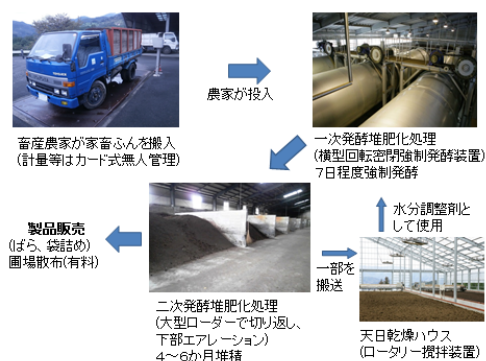 農家が投入
畜産農家が家畜ふんを搬入
(計量等はカード式無人管理)
一次発酵堆肥化処理
(横型回転密閉強制発酵装置)
7日程度強制発酵
製品販売
(ばら、袋詰め)
圃場散布(有料)
水分調整剤と
して使用
一部を
搬送
二次発酵堆肥化処理
(大型ローダーで切り返し、
下部エアレーション)
4～6か月堆積
天日乾燥ハウス
(ロータリー攪拌装置)